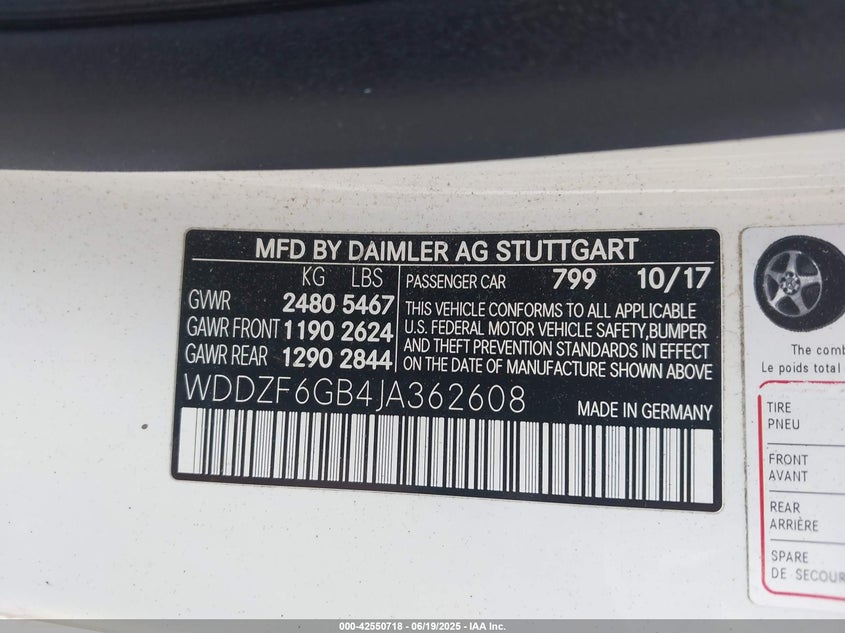 MFD BY DAIMLER AG STUTTGART
KG LBS
GVWR 2480 5467
GAWR FRONT 1190 2624
GAWR REAR 1290 2844
PASSENGER CAR 799 10/17
THIS VEHICLE CONFORMS TO ALL APPLICABLE
U.S. FEDERAL MOTOR VEHICLE SAFETY,BUMPER
AND THEFT PREVENTION STANDARDS IN EFFECT
ON THE DATE OF MANUFACTURE SHOWN ABOVE
WDDZF6GB4JA362608 MADE IN GERMANY
The comb
Le poids total
TIRE
PNEU
FRONT
AVANT
REAR
ARRIÈRE
SPARE
DE SECOUR
000-42550718 - 06/19/2025 - IAA Inc.